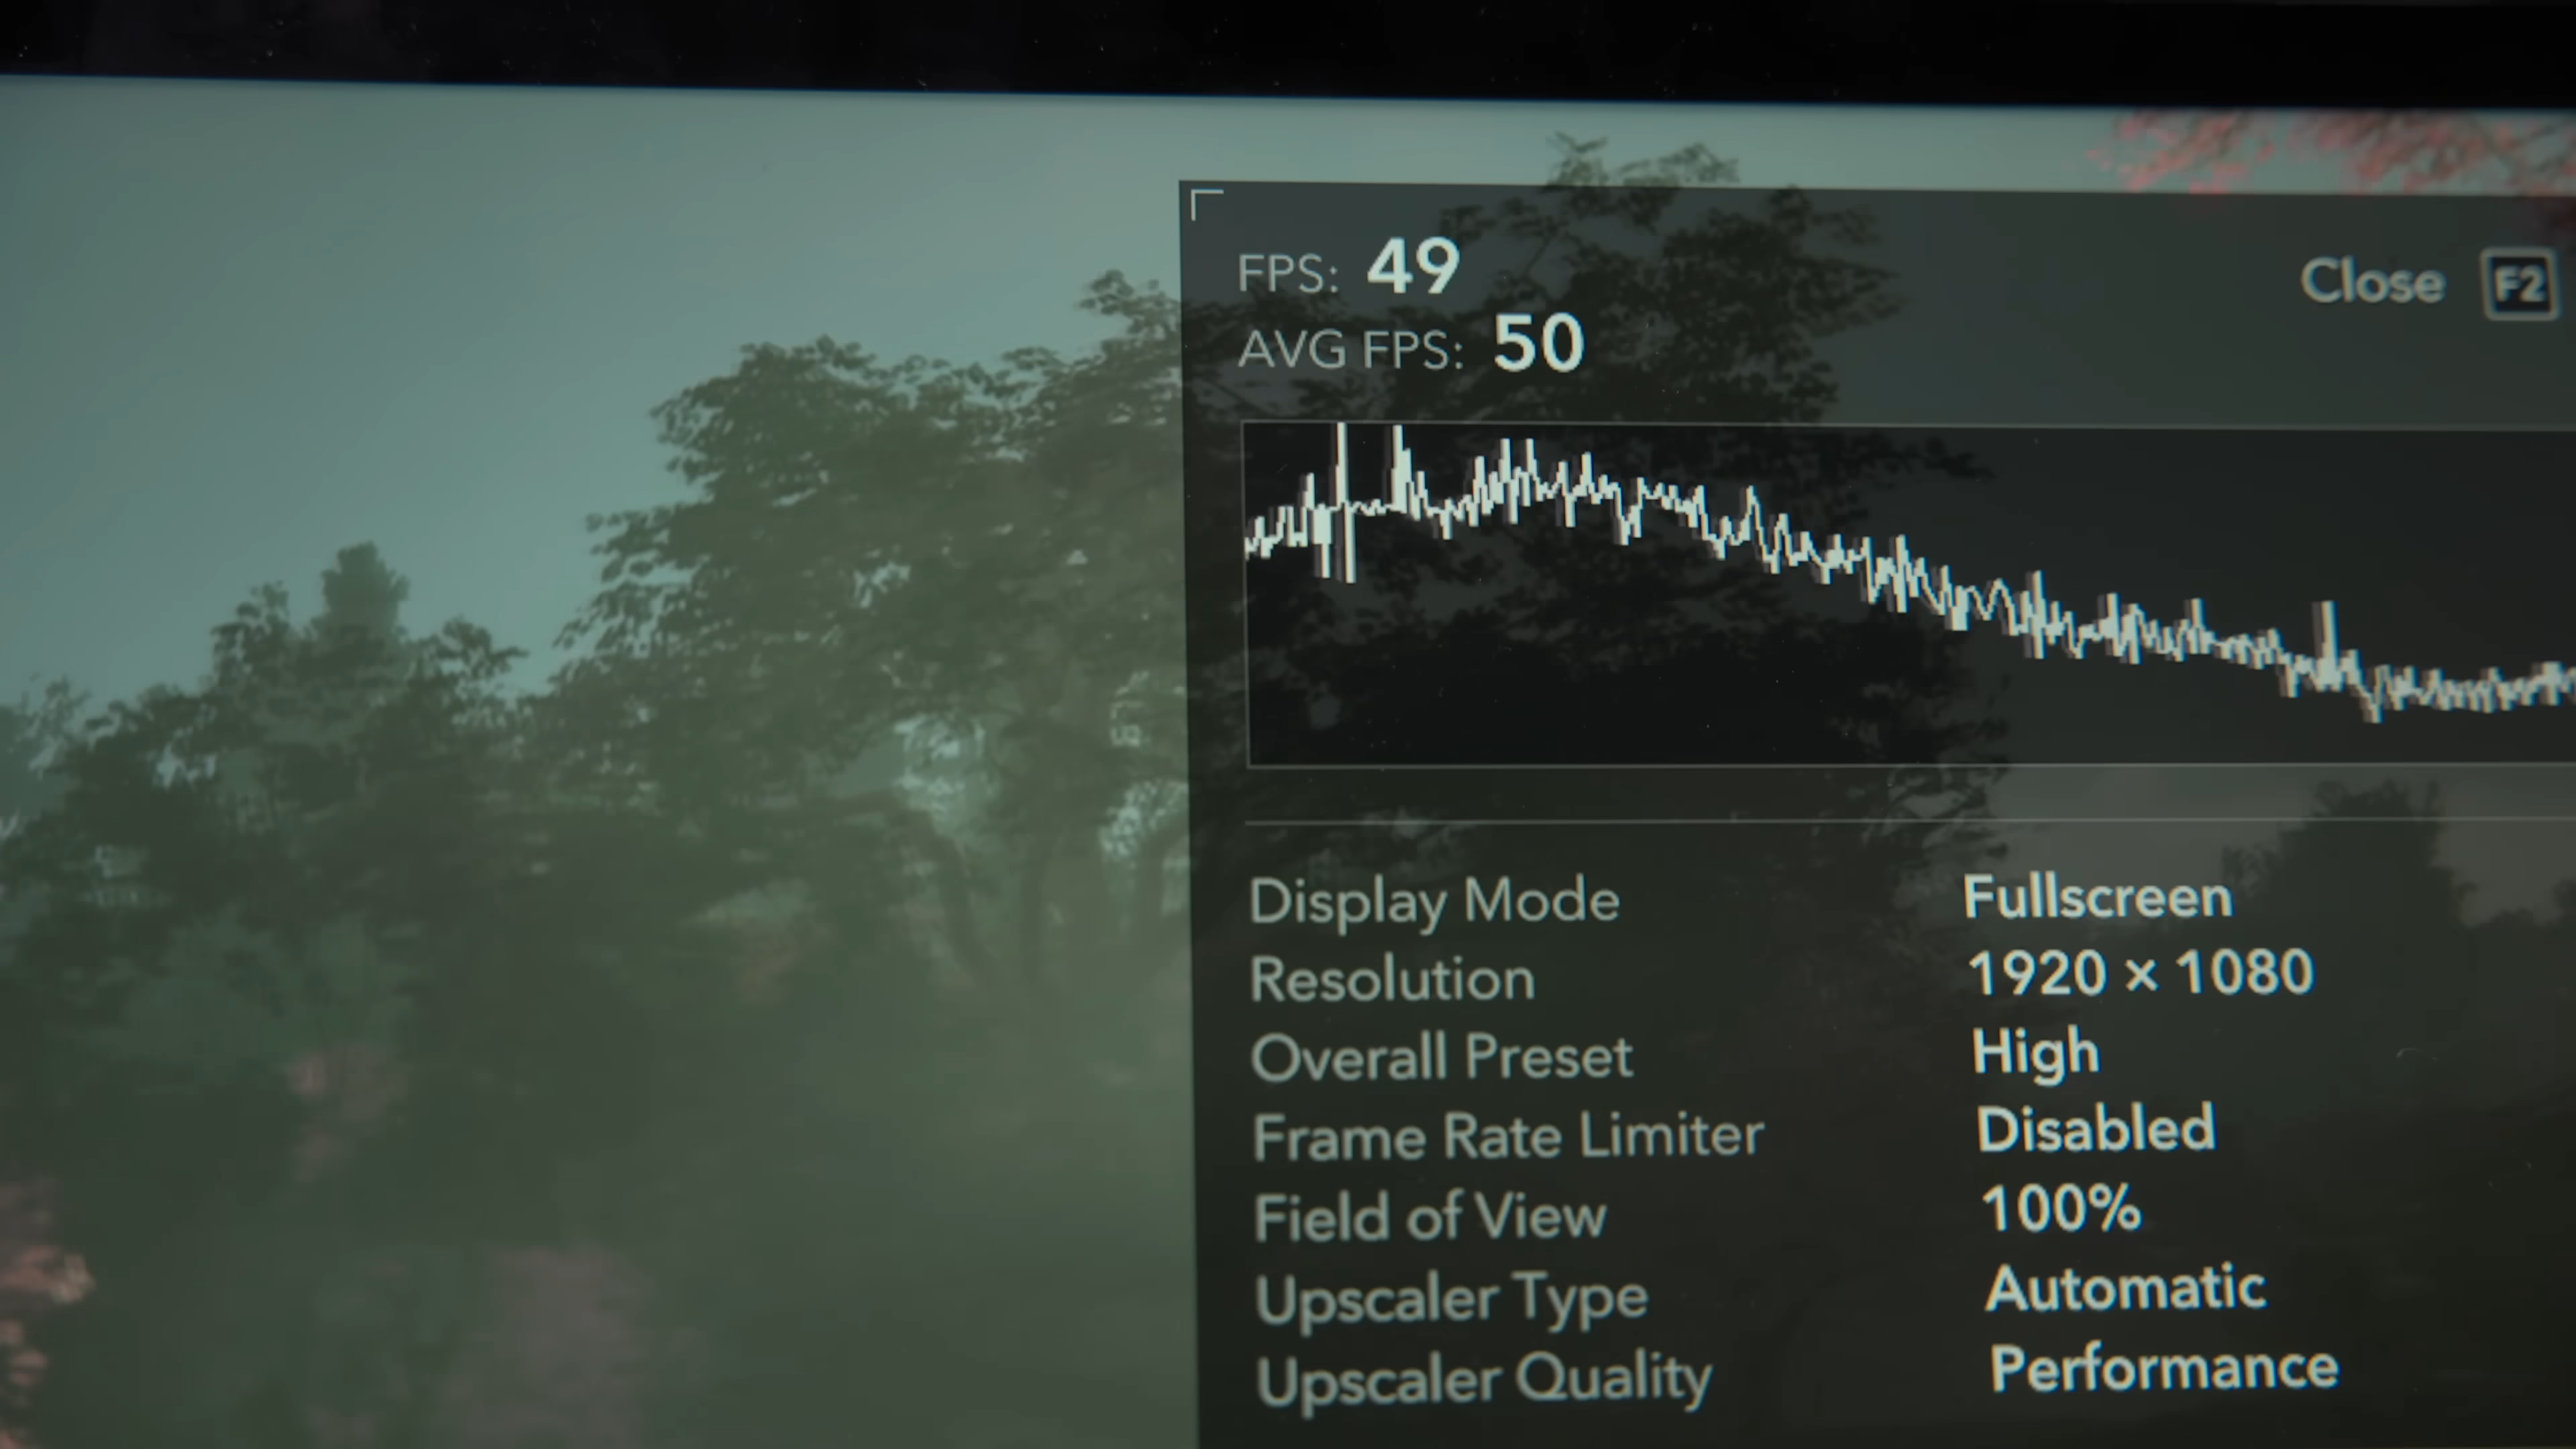 FPS: 49
Close F2
AVG FPS: 50
Display Mode Fullscreen
Resolution 1920 × 1080
Overall Preset High
Frame Rate Limiter Disabled
Field of View 100%
Upscaler Type Automatic
Upscaler Quality Performance